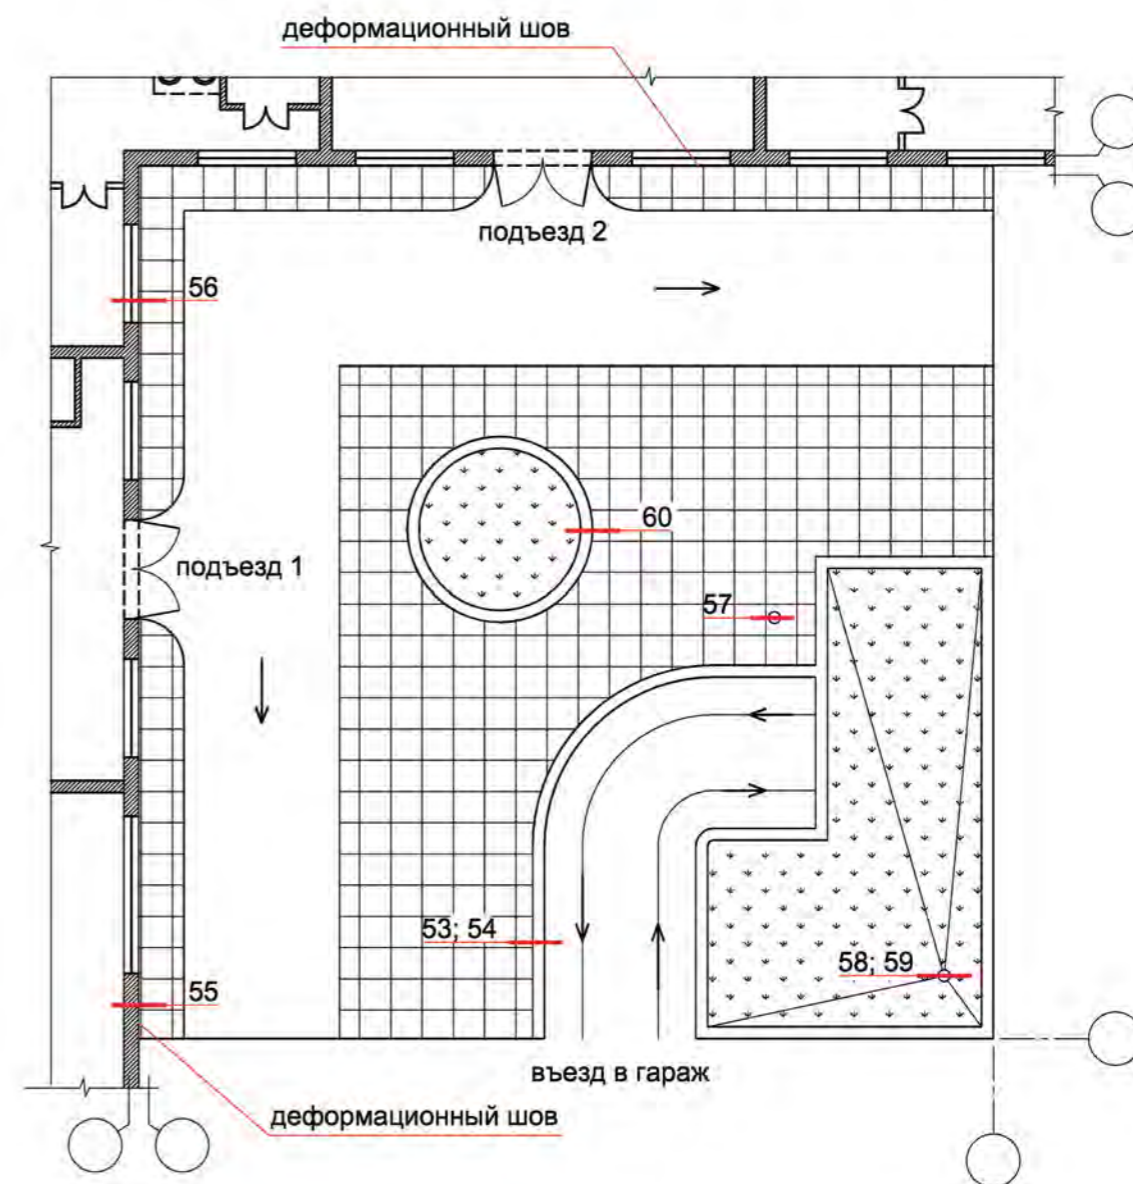 деформационный шов
подъезд 2
56
60
подъезд 1
57
53; 54
58; 59
55
въезд в гараж
деформационный шов